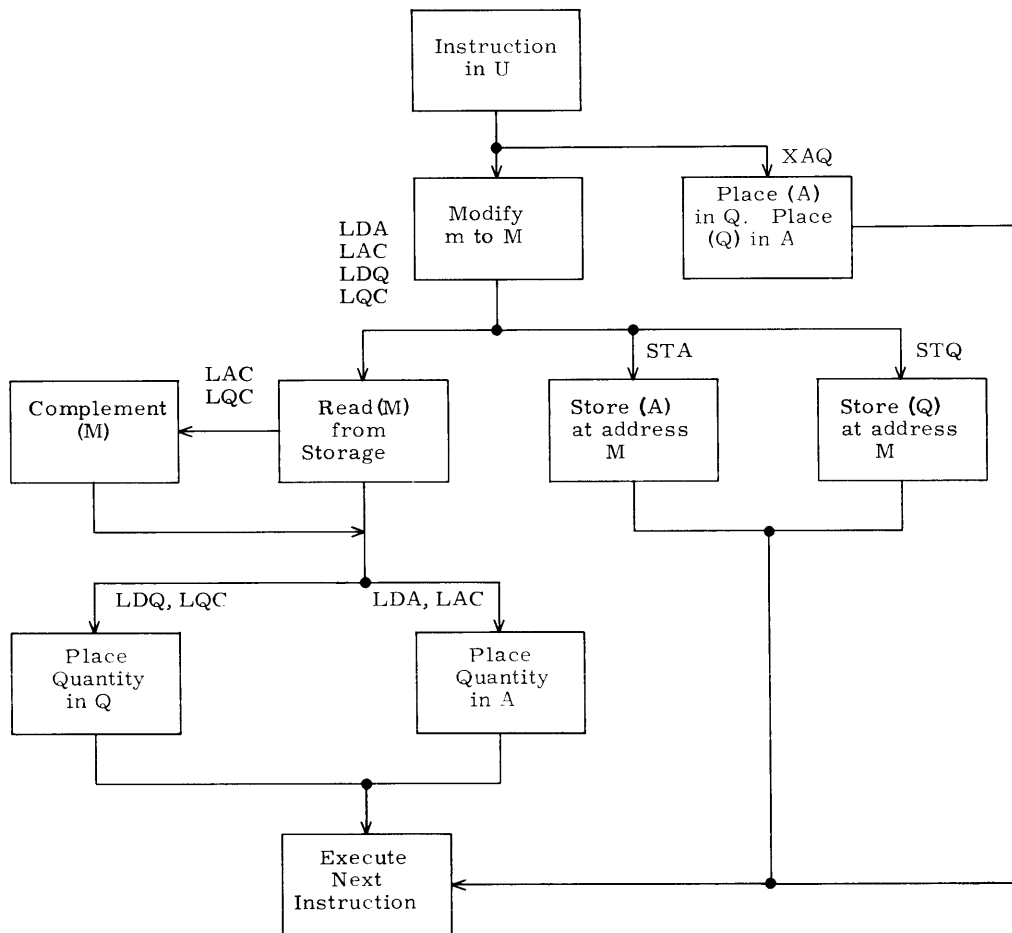 Instruction
in U
XAQ
Modify
m to M
Place (A)
in Q. Place
(Q) in A
LDA
LAC
LDQ
LQC
STA
STQ
LAC
LQC
Complement
(M)
Read (M)
from
Storage
Store (A)
at address
M
Store (Q)
at address
M
LDQ, LQC
LDA, LAC
Place
Quantity
in Q
Place
Quantity
in A
Execute
Next
Instruction